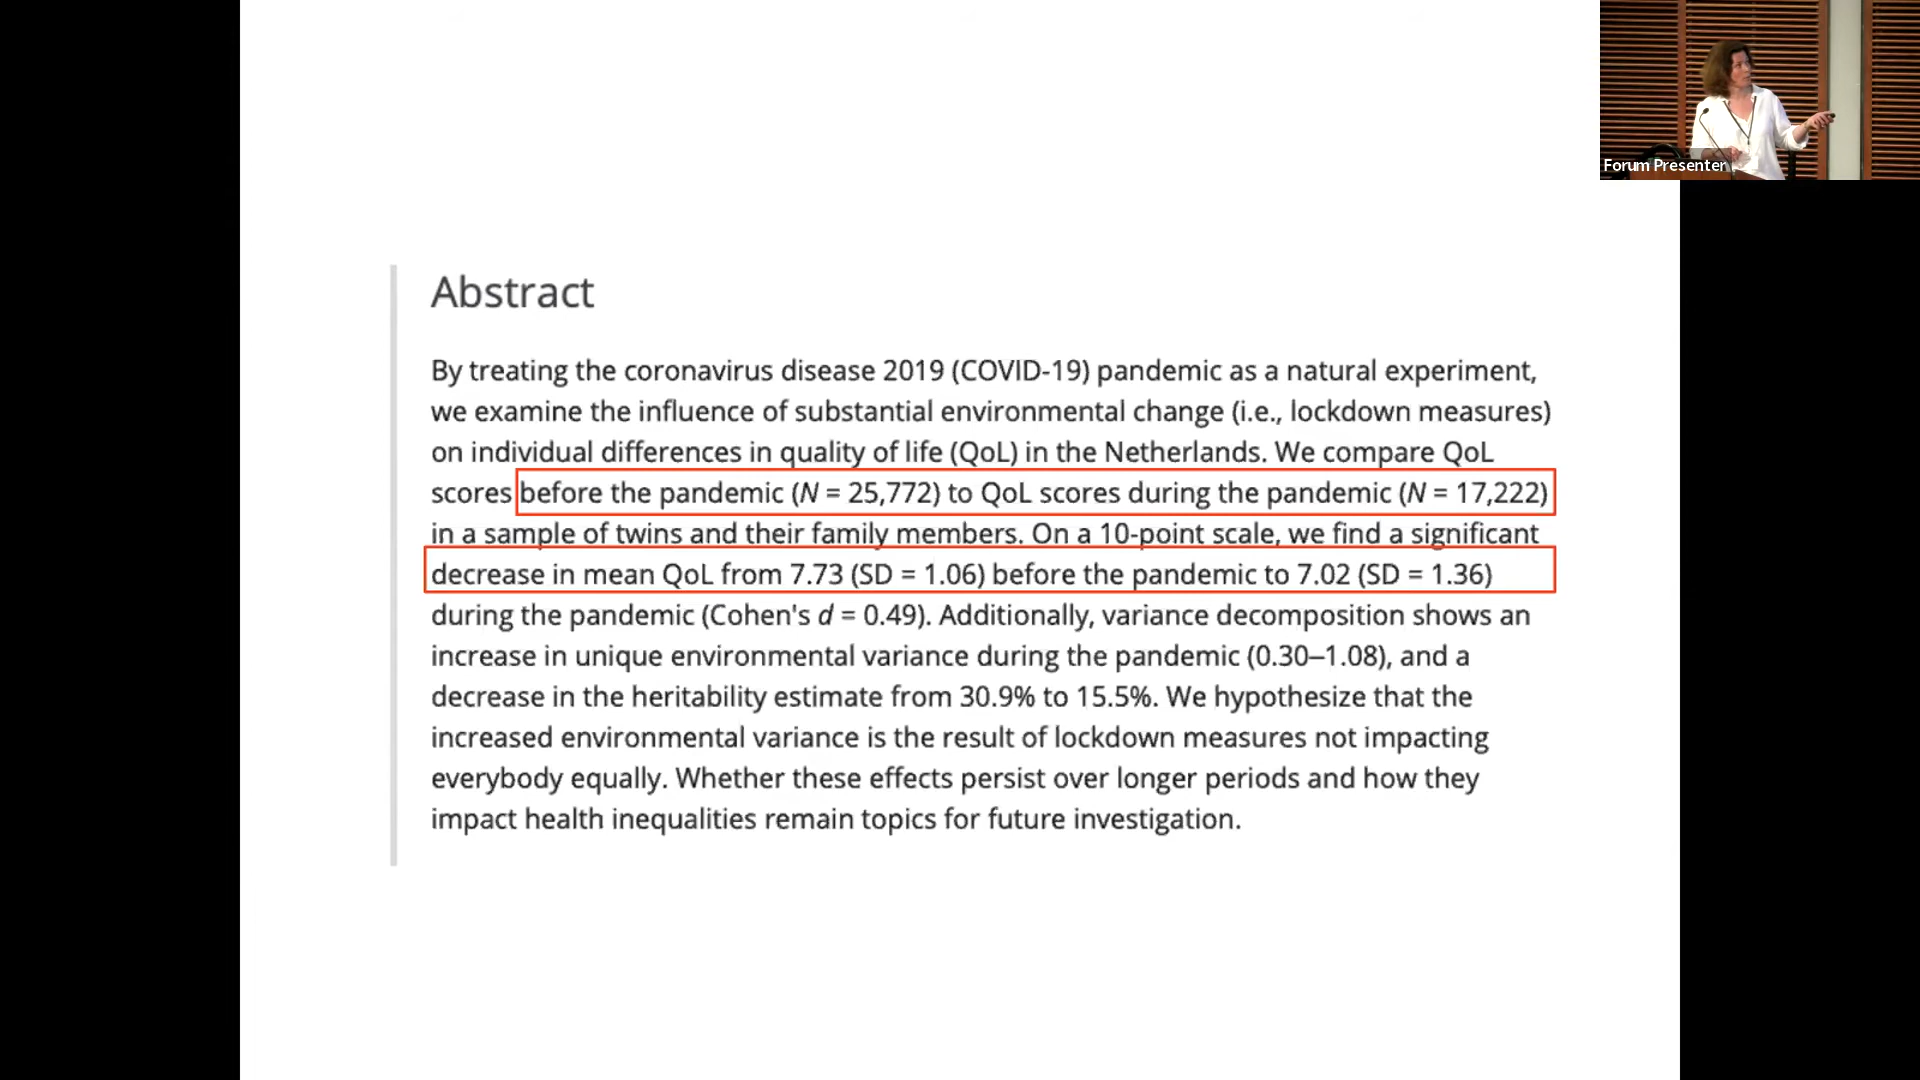 Forum Presenter
Abstract
By treating the coronavirus disease 2019 (COVID-19) pandemic as a natural experiment,
we examine the influence of substantial environmental change (i.e., lockdown measures)
on individual differences in quality of life (QoL) in the Netherlands. We compare QoL
scores before the pandemic (N = 25,772) to QoL scores during the pandemic (N = 17,222)
in a sample of twins and their family members. On a 10-point scale, we find a significant
decrease in mean QoL from 7.73 (SD = 1.06) before the pandemic to 7.02 (SD = 1.36)
during the pandemic (Cohen's d = 0.49). Additionally, variance decomposition shows an
increase in unique environmental variance during the pandemic (0.30–1.08), and a
decrease in the heritability estimate from 30.9% to 15.5%. We hypothesize that the
increased environmental variance is the result of lockdown measures not impacting
everybody equally. Whether these effects persist over longer periods and how they
impact health inequalities remain topics for future investigation.